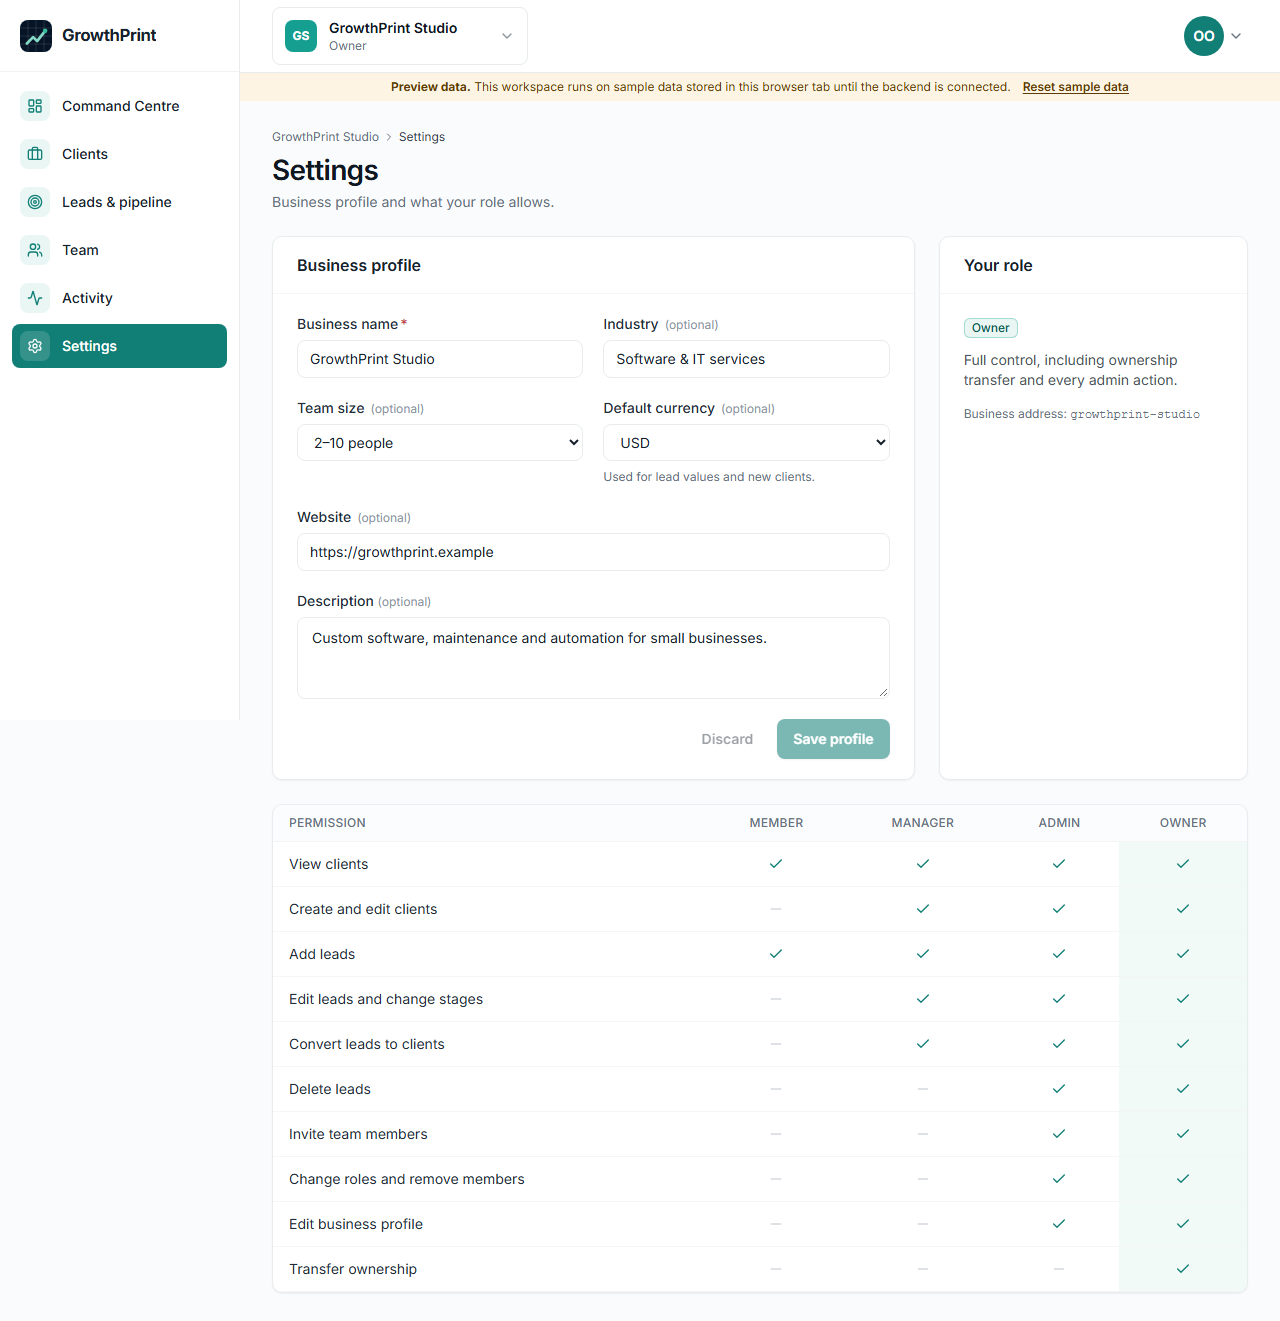 GrowthPrint
GS
GrowthPrint Studio
Owner
OO
Preview data. This workspace runs on sample data stored in this browser tab until the backend is connected. Reset sample data
Command Centre
Clients
Leads & pipeline
Team
Activity
Settings
GrowthPrint Studio > Settings
Settings
Business profile and what your role allows.
Business profile
Business name*
GrowthPrint Studio
Industry (optional)
Software & IT services
Team size (optional)
2–10 people
Default currency (optional)
USD
Used for lead values and new clients.
Website (optional)
https://growthprint.example
Description (optional)
Custom software, maintenance and automation for small businesses.
Discard
Save profile
Your role
Owner
Full control, including ownership
transfer and every admin action.
Business address: growthprint-studio
PERMISSION MEMBER MANAGER ADMIN OWNER
View clients
Create and edit clients
Add leads
Edit leads and change stages
Convert leads to clients
Delete leads
Invite team members
Change roles and remove members
Edit business profile
Transfer ownership